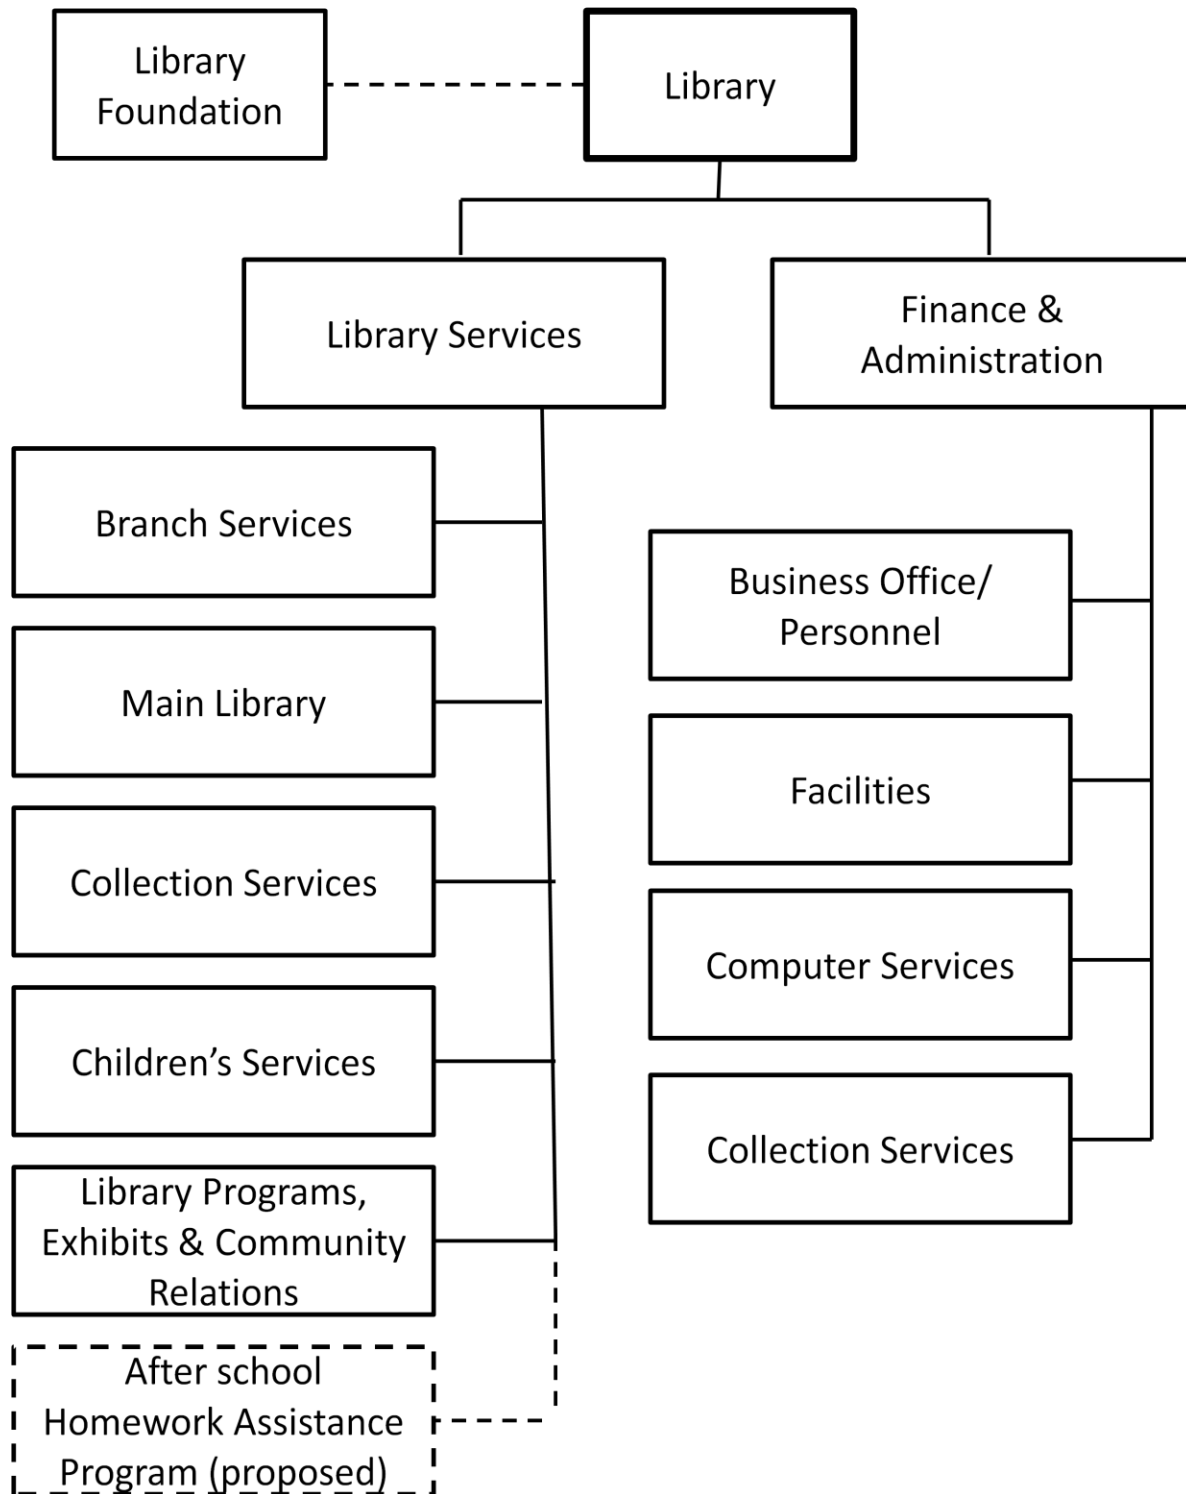 Library
Foundation
Library
Library Services
Finance &
Administration
Branch Services
Main Library
Collection Services
Children’s Services
Library Programs,
Exhibits & Community
Relations
After school
Homework Assistance
Program (proposed)
Business Office/
Personnel
Facilities
Computer Services
Collection Services